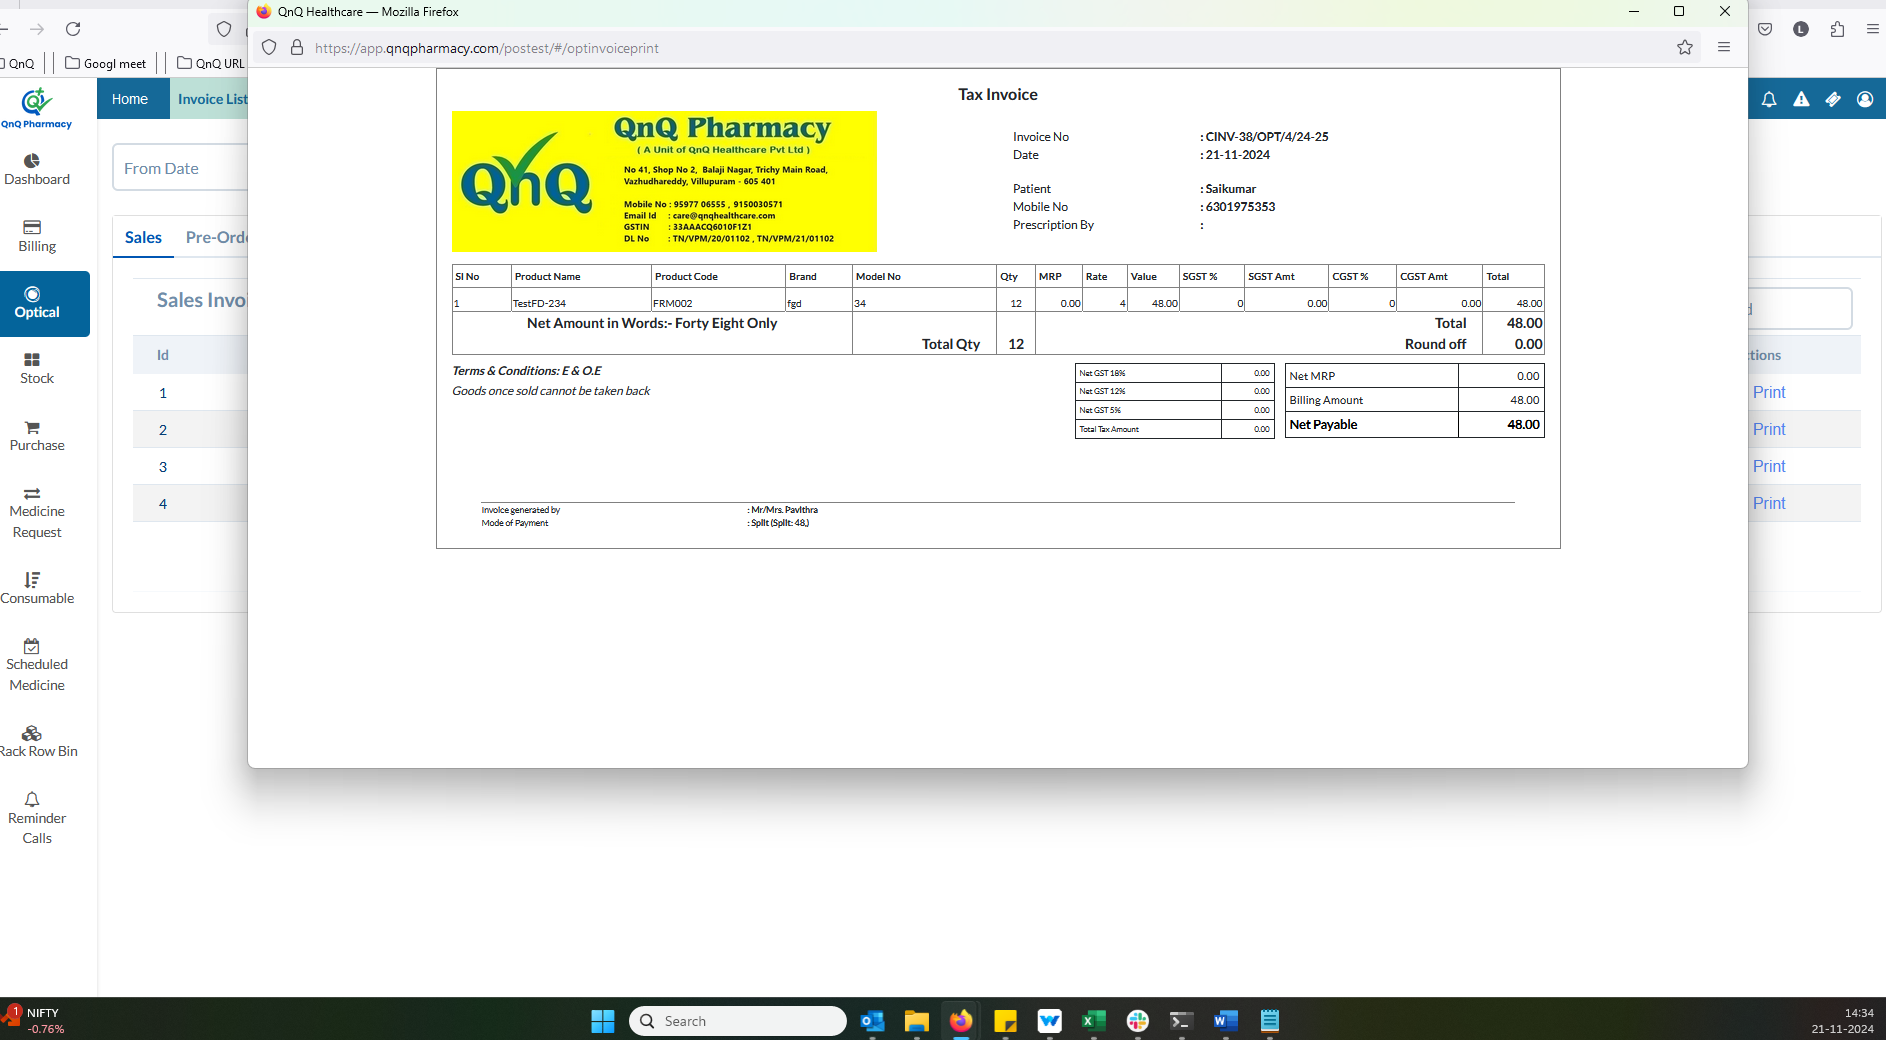 QnQ Healthcare — Mozilla Firefox
https://app.qnqpharmacy.com/postest/#/optinvoiceprint
QnQ
Googl meet
QnQ URL
L
QnQ Pharmacy
Home
Invoice List
Dashboard
Billing
Optical
Stock
Purchase
Medicine
Request
Consumable
Scheduled
Medicine
Rack Row Bin
Reminder
Calls
From Date
Sales
Pre-Orde
Sales Invoi
Id
1
2
3
4
Tax Invoice
QnQ
QnQ Pharmacy
( A Unit of QnQ Healthcare Pvt Ltd )
No 41, Shop No 2, Balaji Nagar, Trichy Main Road,
Vazhudhareddy, Villupuram - 605 401
Mobile No : 95977 06555 , 9150030571
Email Id : care@qnqhealthcare.com
GSTIN : 33AAACQ6010F1Z1
DL No : TN/VPM/20/01102 , TN/VPM/21/01102
Invoice No : CINV-38/OPT/4/24-25
Date : 21-11-2024
Patient : Saikumar
Mobile No : 6301975353
Prescription By :
Sl No Product Name Product Code Brand Model No Qty MRP Rate Value SGST % SGST Amt CGST % CGST Amt Total
1 TestFD-234 FRM002 fgd 34 12 0.00 4 48.00 0 0.00 0 0.00 48.00
Net Amount in Words:- Forty Eight Only Total 48.00
Total Qty 12 Round off 0.00
Terms & Conditions: E & O.E
Goods once sold cannot be taken back
Net GST 18% 0.00
Net GST 12% 0.00
Net GST 5% 0.00
Total Tax Amount 0.00
Net MRP 0.00
Billing Amount 48.00
Net Payable 48.00
Invoice generated by : Mr/Mrs. Pavithra
Mode of Payment : Split (Split: 48,)
d
tions
Print
Print
Print
Print
1
NIFTY
-0.76%
Search
14:34
21-11-2024